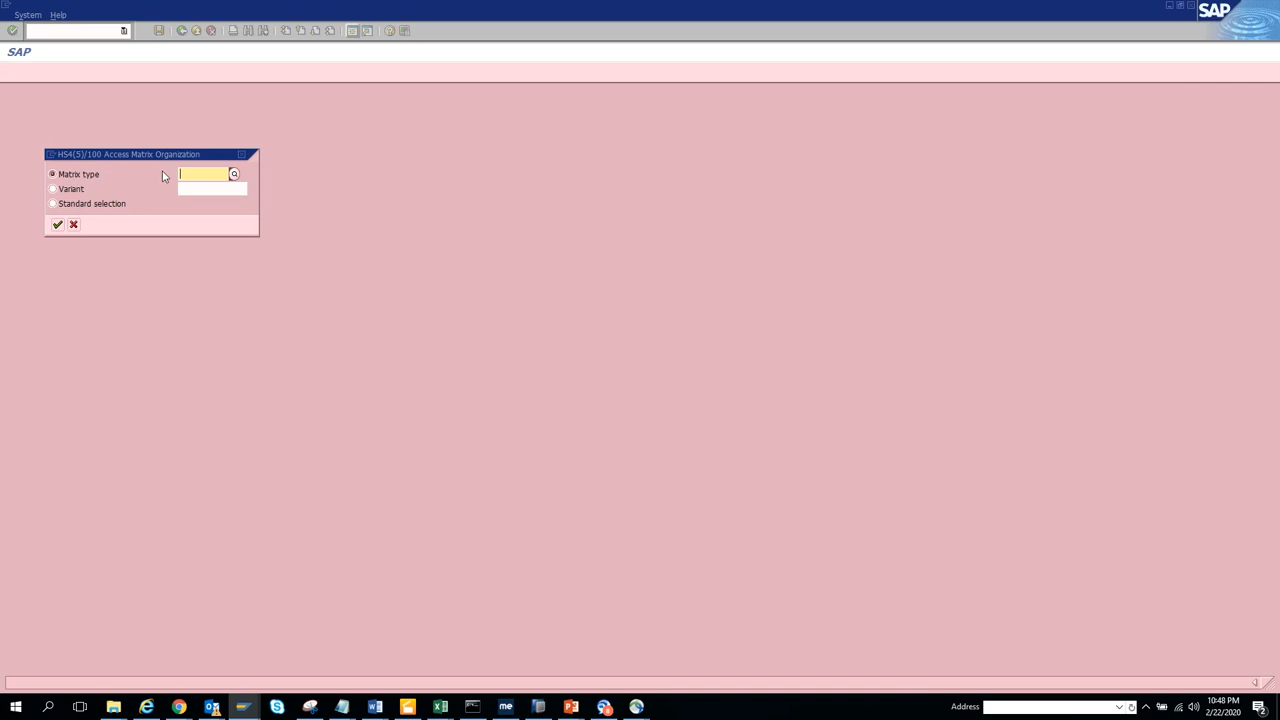 System Help
SAP
SAP
HS4(5)/100 Access Matrix Organization
Matrix type
Variant
Standard selection
Address
10:48 PM
2/22/2020